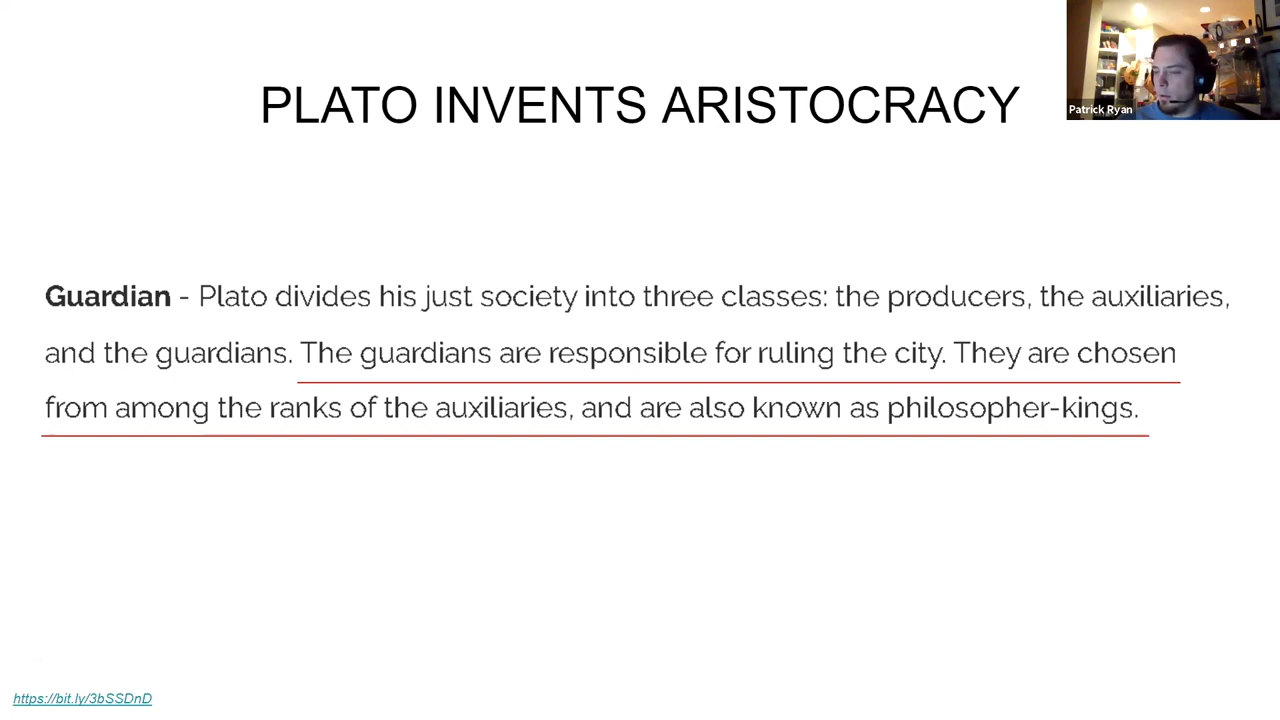 PLATO INVENTS ARISTOCRACY
Patrick Ryan
Guardian - Plato divides his just society into three classes: the producers, the auxiliaries,
and the guardians. The guardians are responsible for ruling the city. They are chosen
from among the ranks of the auxiliaries, and are also known as philosopher-kings.
https://bit.ly/3bSSDnD